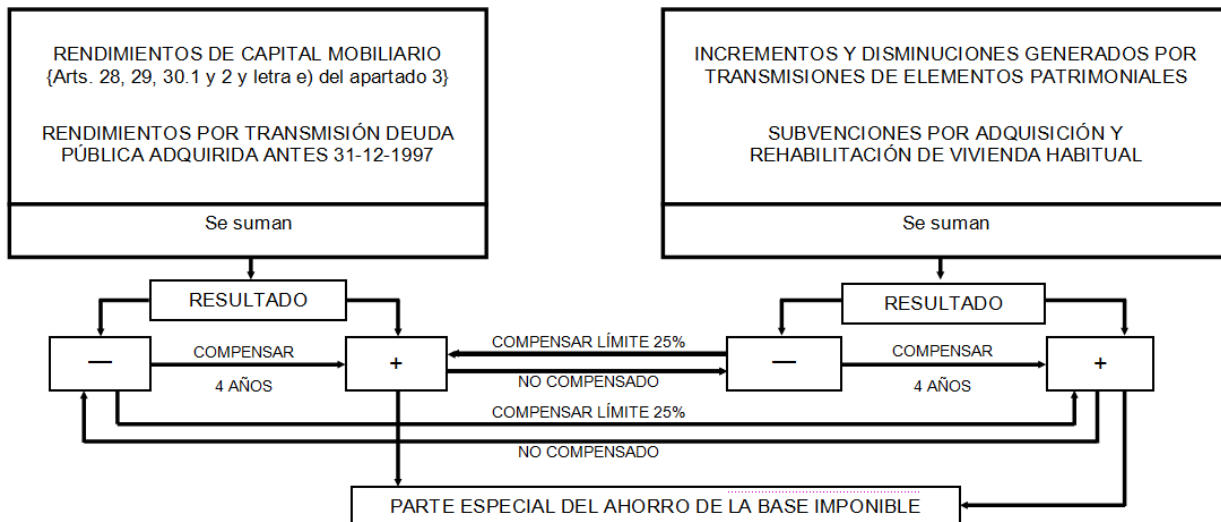 RENDIMIENTOS DE CAPITAL MOBILIARIO
{Arts. 28, 29, 30.1 y 2 y letra e) del apartado 3}
RENDIMIENTOS POR TRANSMISIÓN DEUDA
PÚBLICA ADQUIRIDA ANTES 31-12-1997
Se suman
INCREMENTOS Y DISMINUCIONES GENERADOS POR
TRANSMISIONES DE ELEMENTOS PATRIMONIALES
SUBVENCIONES POR ADQUISICIÓN Y
REHABILITACIÓN DE VIVIENDA HABITUAL
Se suman
RESULTADO
RESULTADO
—
COMPENSAR
4 AÑOS
+
COMPENSAR LÍMITE 25%
NO COMPENSADO
—
COMPENSAR
4 AÑOS
+
COMPENSAR LÍMITE 25%
NO COMPENSADO
PARTE ESPECIAL DEL AHORRO DE LA BASE IMPONIBLE